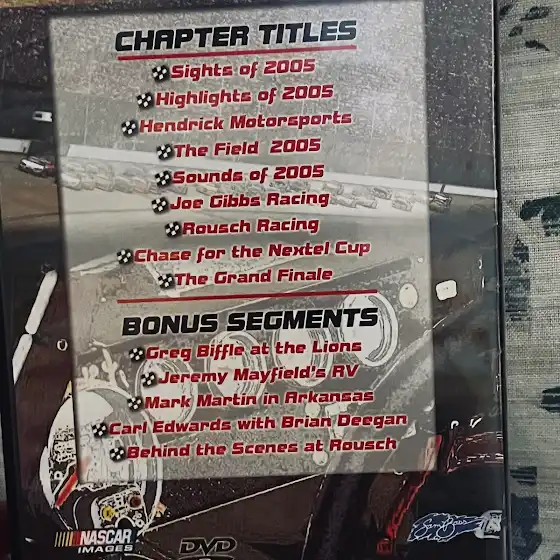 CHAPTER TITLES
Sights of 2005
Highlights of 2005
Hendrick Motorsports
The Field 2005
Sounds of 2005
Joe Gibbs Racing
Rousch Racing
Chase for the Nextel Cup
The Grand Finale
BONUS SEGMENTS
Greg Biffle at the Lions
Jeremy Mayfield's RV
Mark Martin in Arkansas
Carl Edwards with Brian Deegan
Behind the Scenes at Rousch
NASCAR
IMAGES
DVD
Sam Bass